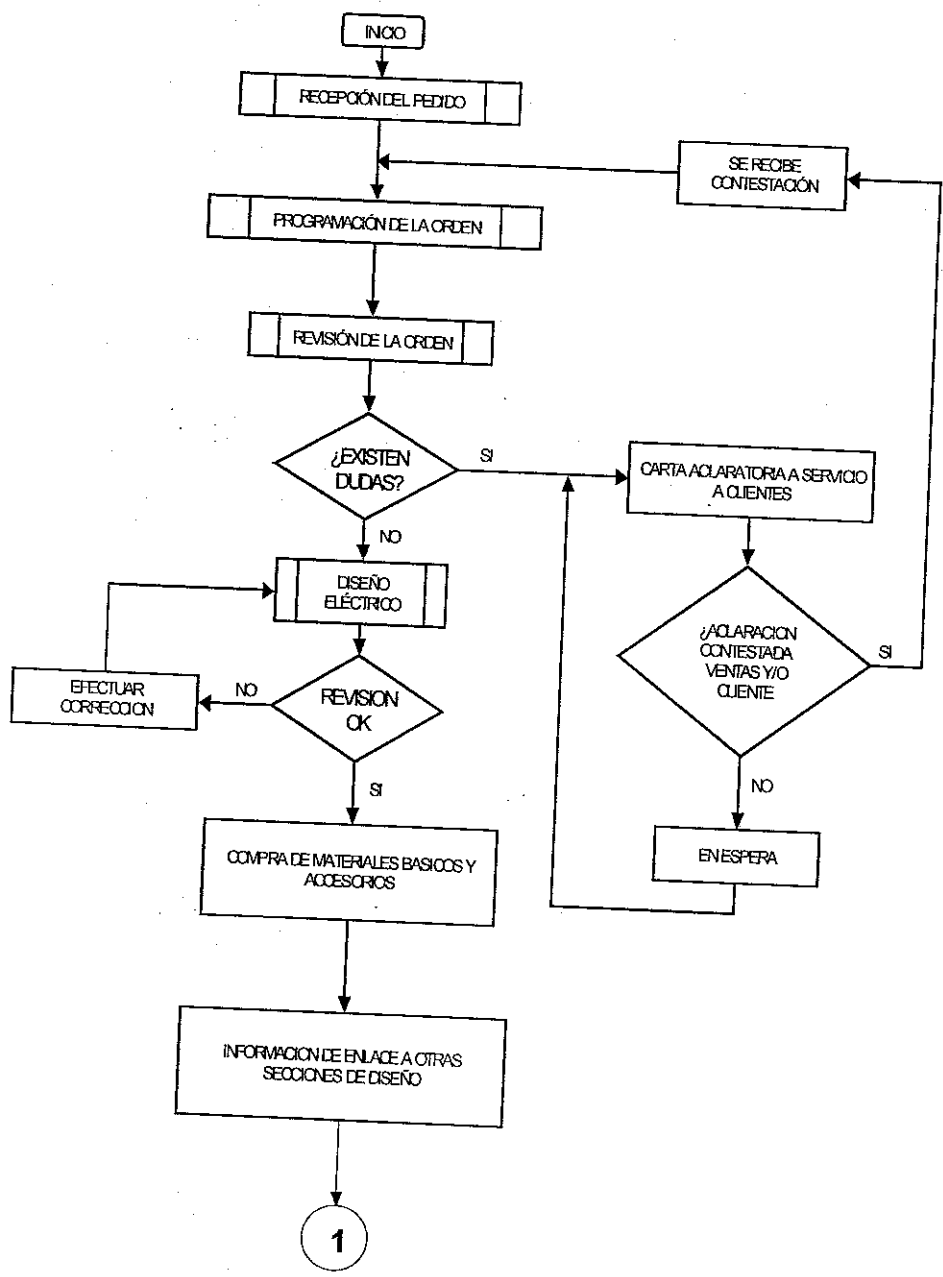 INICIO
RECEPCIÓN DEL PEDIDO
SE RECIBE
CONTESTACIÓN
PROGRAMACIÓN DE LA ORDEN
REVISIÓN DE LA ORDEN
¿EXISTEN
DUDAS?
SI
CARTA ACLARATORIA A SERVICIO
A CLIENTES
NO
DISEÑO
ELÉCTRICO
¿ACLARACION
CONTESTADA
VENTAS Y/O
CLIENTE
SI
EFECTUAR
CORRECCION
NO
REVISION
OK
SI
NO
COMPRA DE MATERIALES BASICOS Y
ACCESORIOS
EN ESPERA
INFORMACION DE ENLACE A OTRAS
SECCIONES DE DISEÑO
1